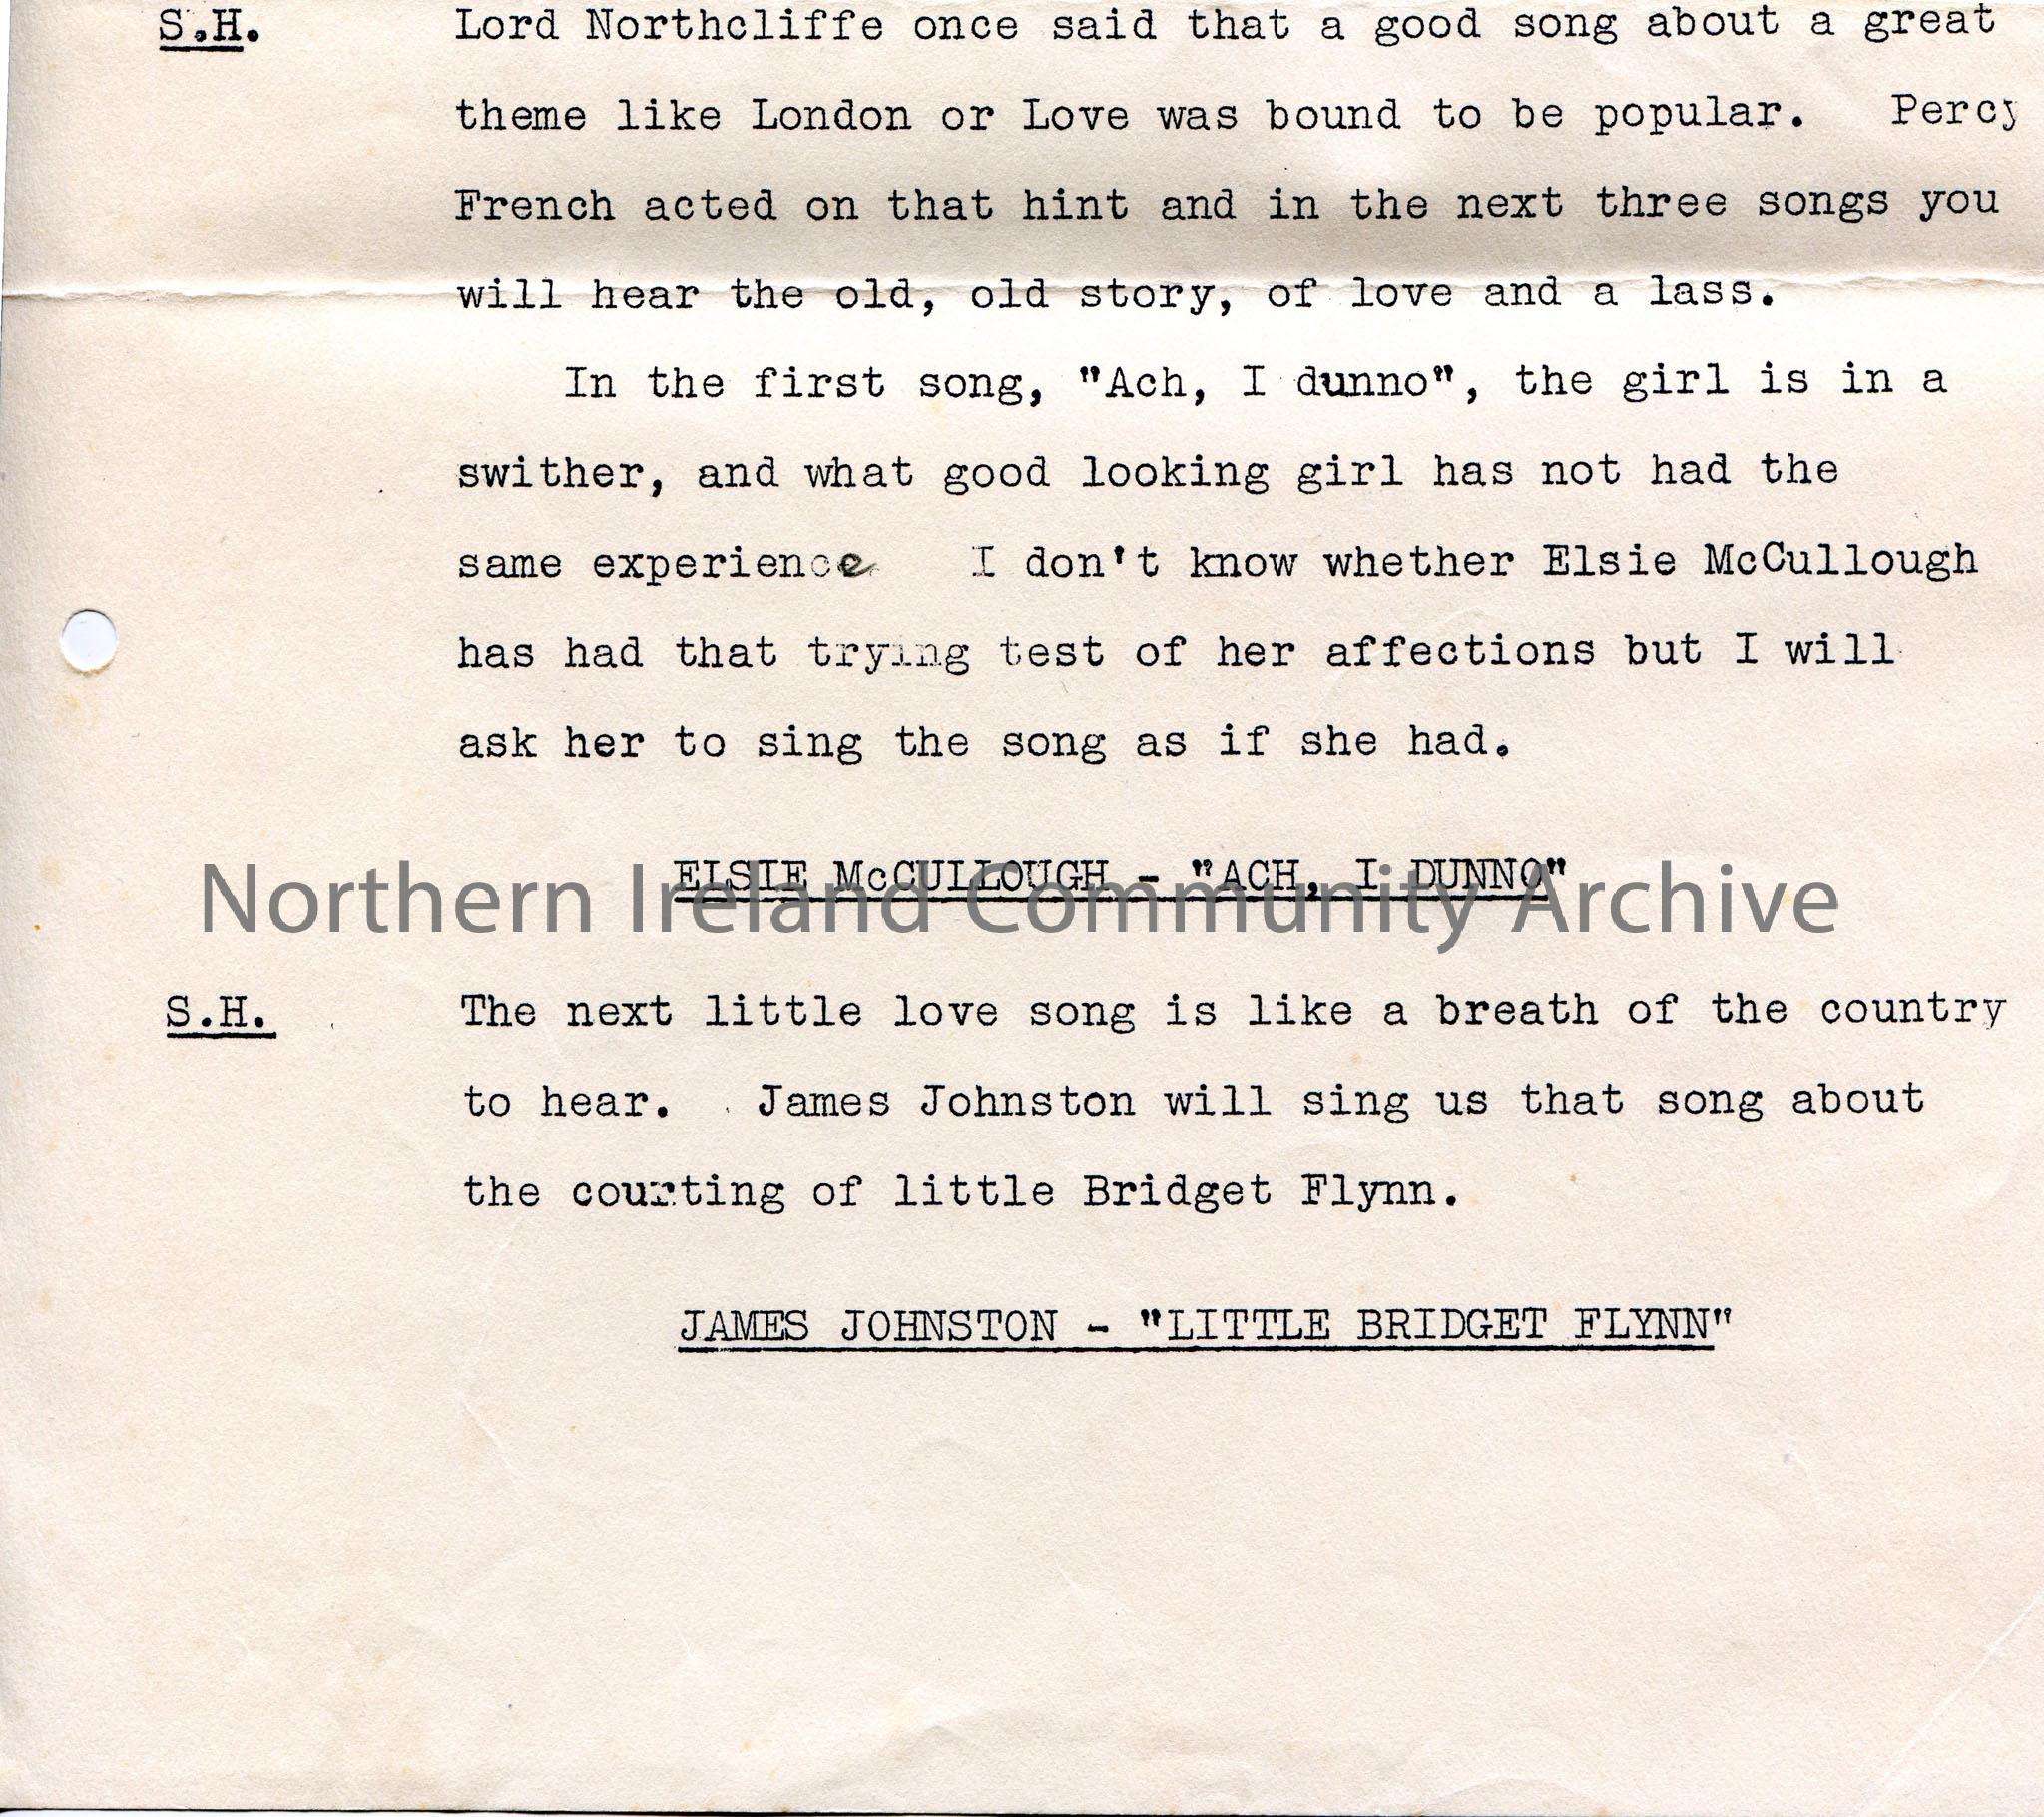 S.H. Lord Northcliffe once said that a good song about a great
theme like London or Love was bound to be popular. Percy
French acted on that hint and in the next three songs you
will hear the old, old story, of love and a lass.
In the first song, "Ach, I dunno", the girl is in a
swither, and what good looking girl has not had the
same experience I don't know whether Elsie McCullough
has had that trying test of her affections but I will
ask her to sing the song as if she had.
ELSIE McCULLOUGH - "ACH, I DUNNO"
Northern Ireland Community Archive
S.H. The next little love song is like a breath of the country
to hear. James Johnston will sing us that song about
the courting of little Bridget Flynn.
JAMES JOHNSTON - "LITTLE BRIDGET FLYNN"